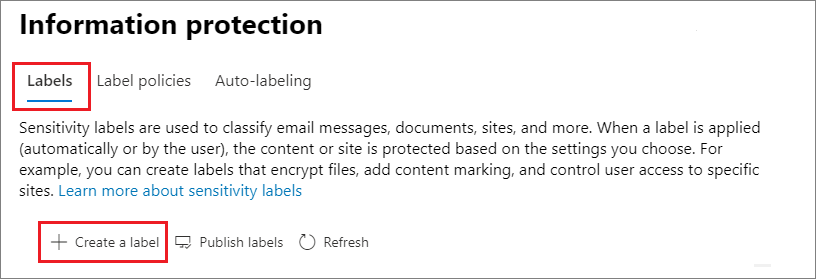 Information protection
Labels Label policies Auto-labeling
Sensitivity labels are used to classify email messages, documents, sites, and more. When a label is applied
(automatically or by the user), the content or site is protected based on the settings you choose. For
example, you can create labels that encrypt files, add content marking, and control user access to specific
sites. Learn more about sensitivity labels
Create a label Publish labels Refresh